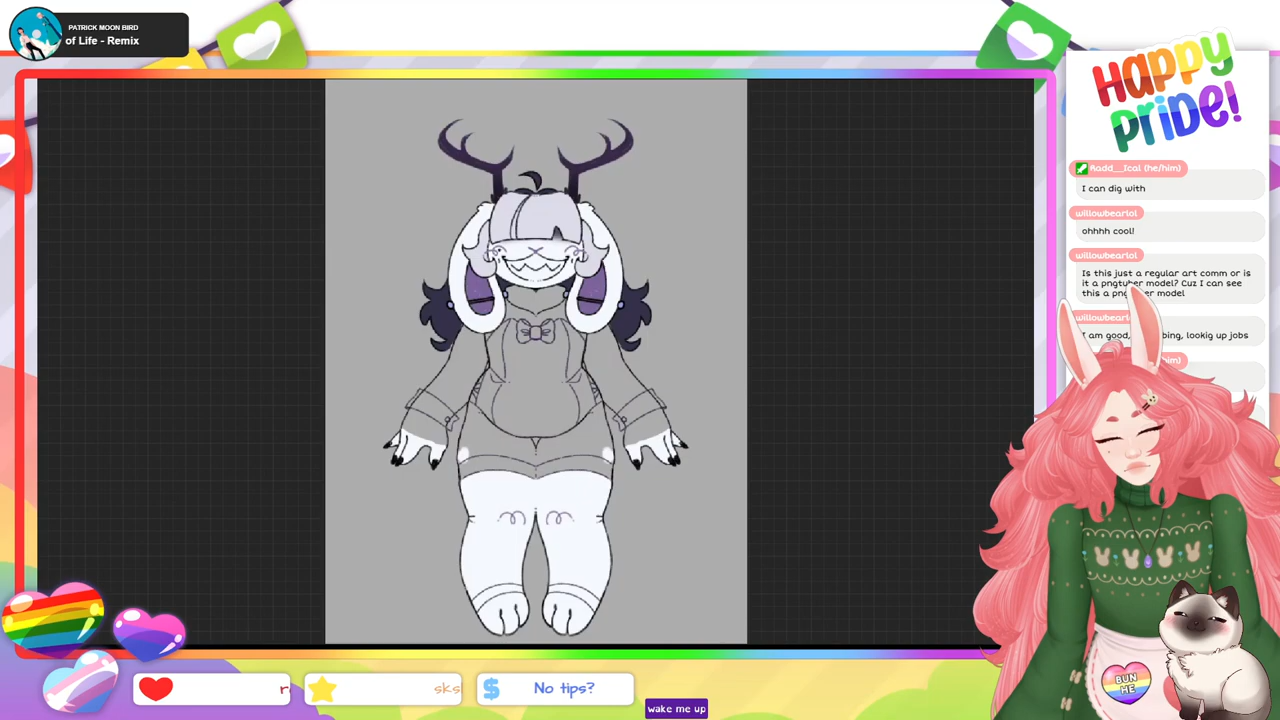 PATRICK MOON BIRD
of Life - Remix
Happy
Pride!
Madd__Ical (he/him)
I can dig with
willowbearlol
ohhhh cool!
willowbearlol
Is this just a regular art comm or is
it a pngtuber model? Cuz I can see
this a pngtuber model
willowbearlol
I am good, bing, lookig up jobs
sks
No tips?
wake me up
BUN
ME